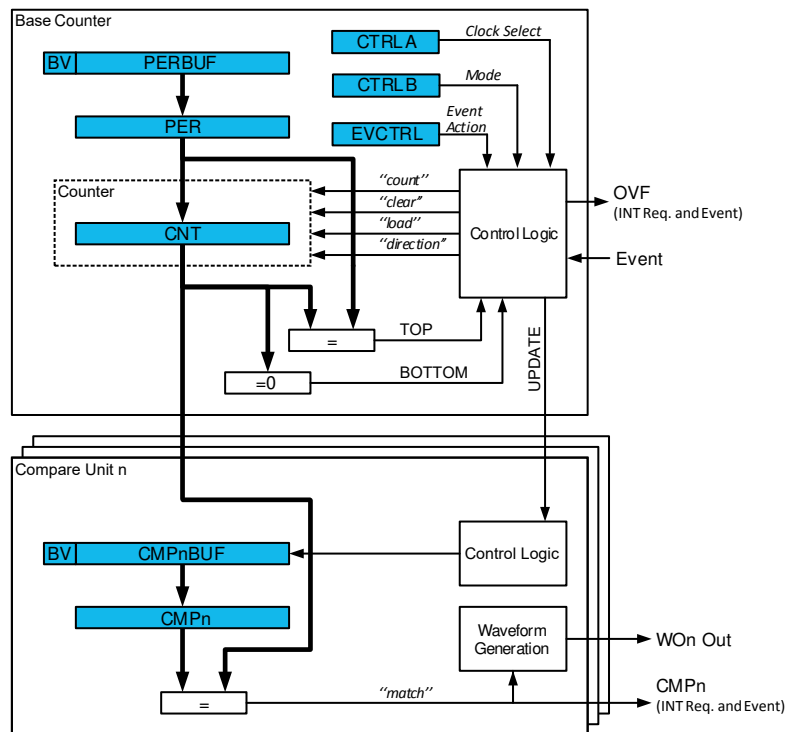 Base Counter
BV
PERBUF
PER
CTRLA
Clock Select
CTRLB
Mode
EVCTRL
Event
Action
Counter
CNT
"count"
"clear"
"load"
"direction"
Control Logic
OVF
(INT Req. and Event)
Event
=
TOP
=0
BOTTOM
UPDATE
Compare Unit n
BV
CMPnBUF
Control Logic
CMPn
Waveform
Generation
WOn Out
=
"match"
CMPn
(INT Req. and Event)